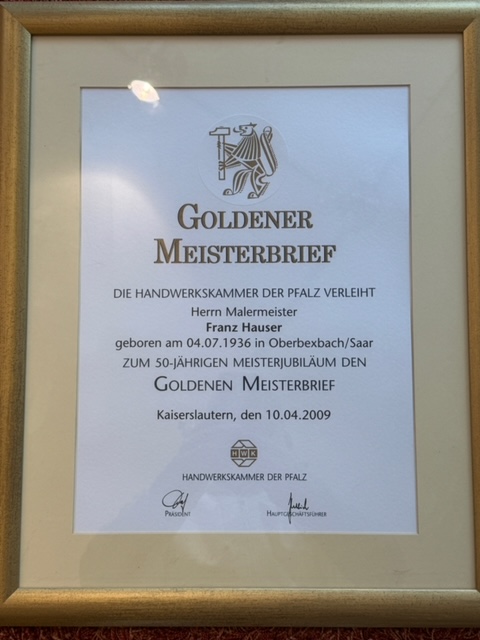 GOLDENER
MEISTERBRIEF
DIE HANDWERKSKAMMER DER PFALZ VERLEIHT
Herrn Malermeister
Franz Hauser
geboren am 04.07.1936 in Oberbexbach/Saar
ZUM 50-JÄHRIGEN MEISTERJUBILÄUM DEN
GOLDENEN MEISTERBRIEF
Kaiserslautern, den 10.04.2009
HWK
HANDWERKSKAMMER DER PFALZ
PRÄSIDENT HAUPTGESCHÄFTSFÜHRER